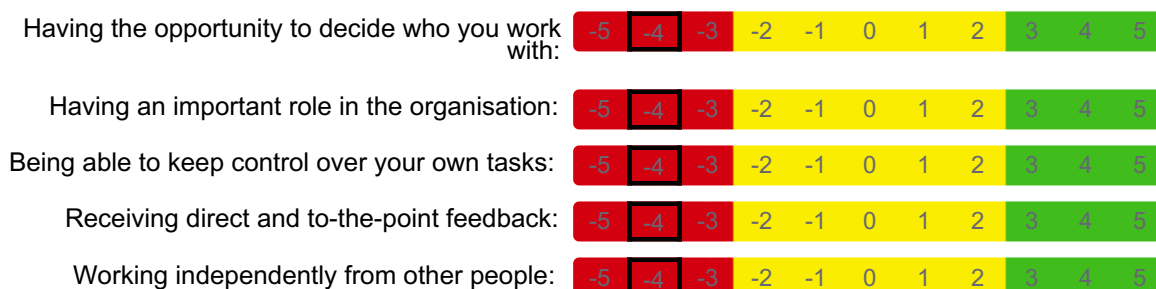 Having the opportunity to decide who you work -5 -4 -3 -2 -1 0 1 2 3 4 5
with:
Having an important role in the organisation: -5 -4 -3 -2 -1 0 1 2 3 4 5
Being able to keep control over your own tasks: -5 -4 -3 -2 -1 0 1 2 3 4 5
Receiving direct and to-the-point feedback: -5 -4 -3 -2 -1 0 1 2 3 4 5
Working independently from other people: -5 -4 -3 -2 -1 0 1 2 3 4 5